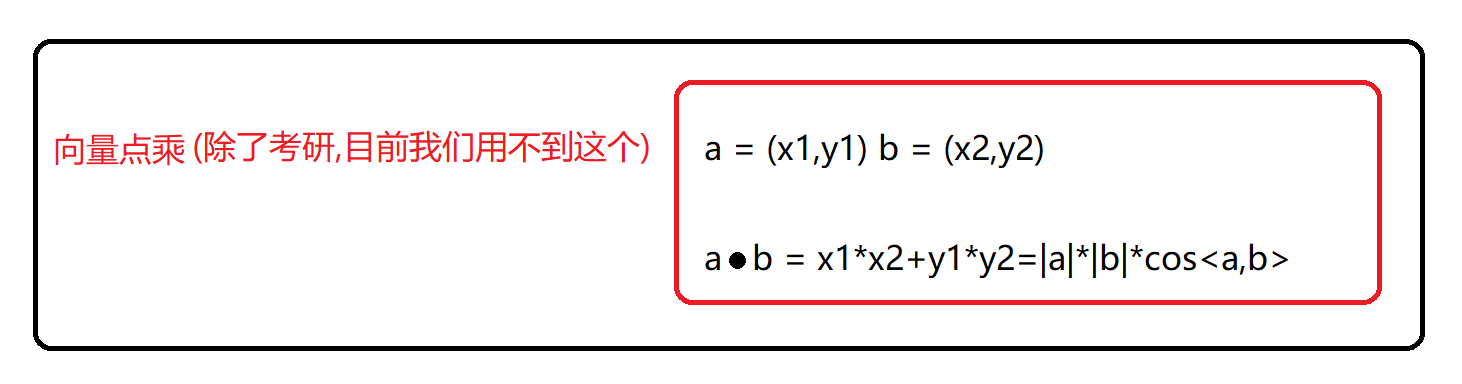 向量点乘 (除了考研,目前我们用不到这个)
a = (x1,y1) b = (x2,y2)
a●b = x1*x2+y1*y2=|a|*|b|*cos<a,b>